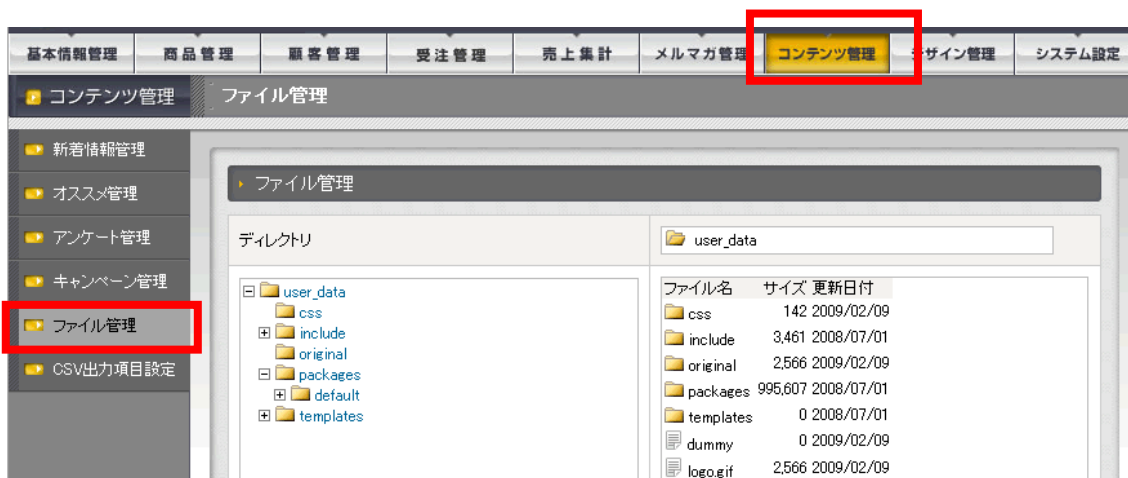 基本情報管理 商品管理 顧客管理 受注管理 売上集計 メルマガ管理 コンテンツ管理 デザイン管理 システム設定
コンテンツ管理 ファイル管理
新着情報管理
オススメ管理
アンケート管理
キャンペーン管理
ファイル管理
CSV出力項目設定
ファイル管理
ディレクトリ
user_data
css
include
original
packages
default
templates
user_data
ファイル名 サイズ 更新日付
css 142 2009/02/09
include 3,461 2008/07/01
original 2,566 2009/02/09
packages 995,607 2008/07/01
templates 0 2008/07/01
dummy 0 2009/02/09
logo.gif 2,566 2009/02/09